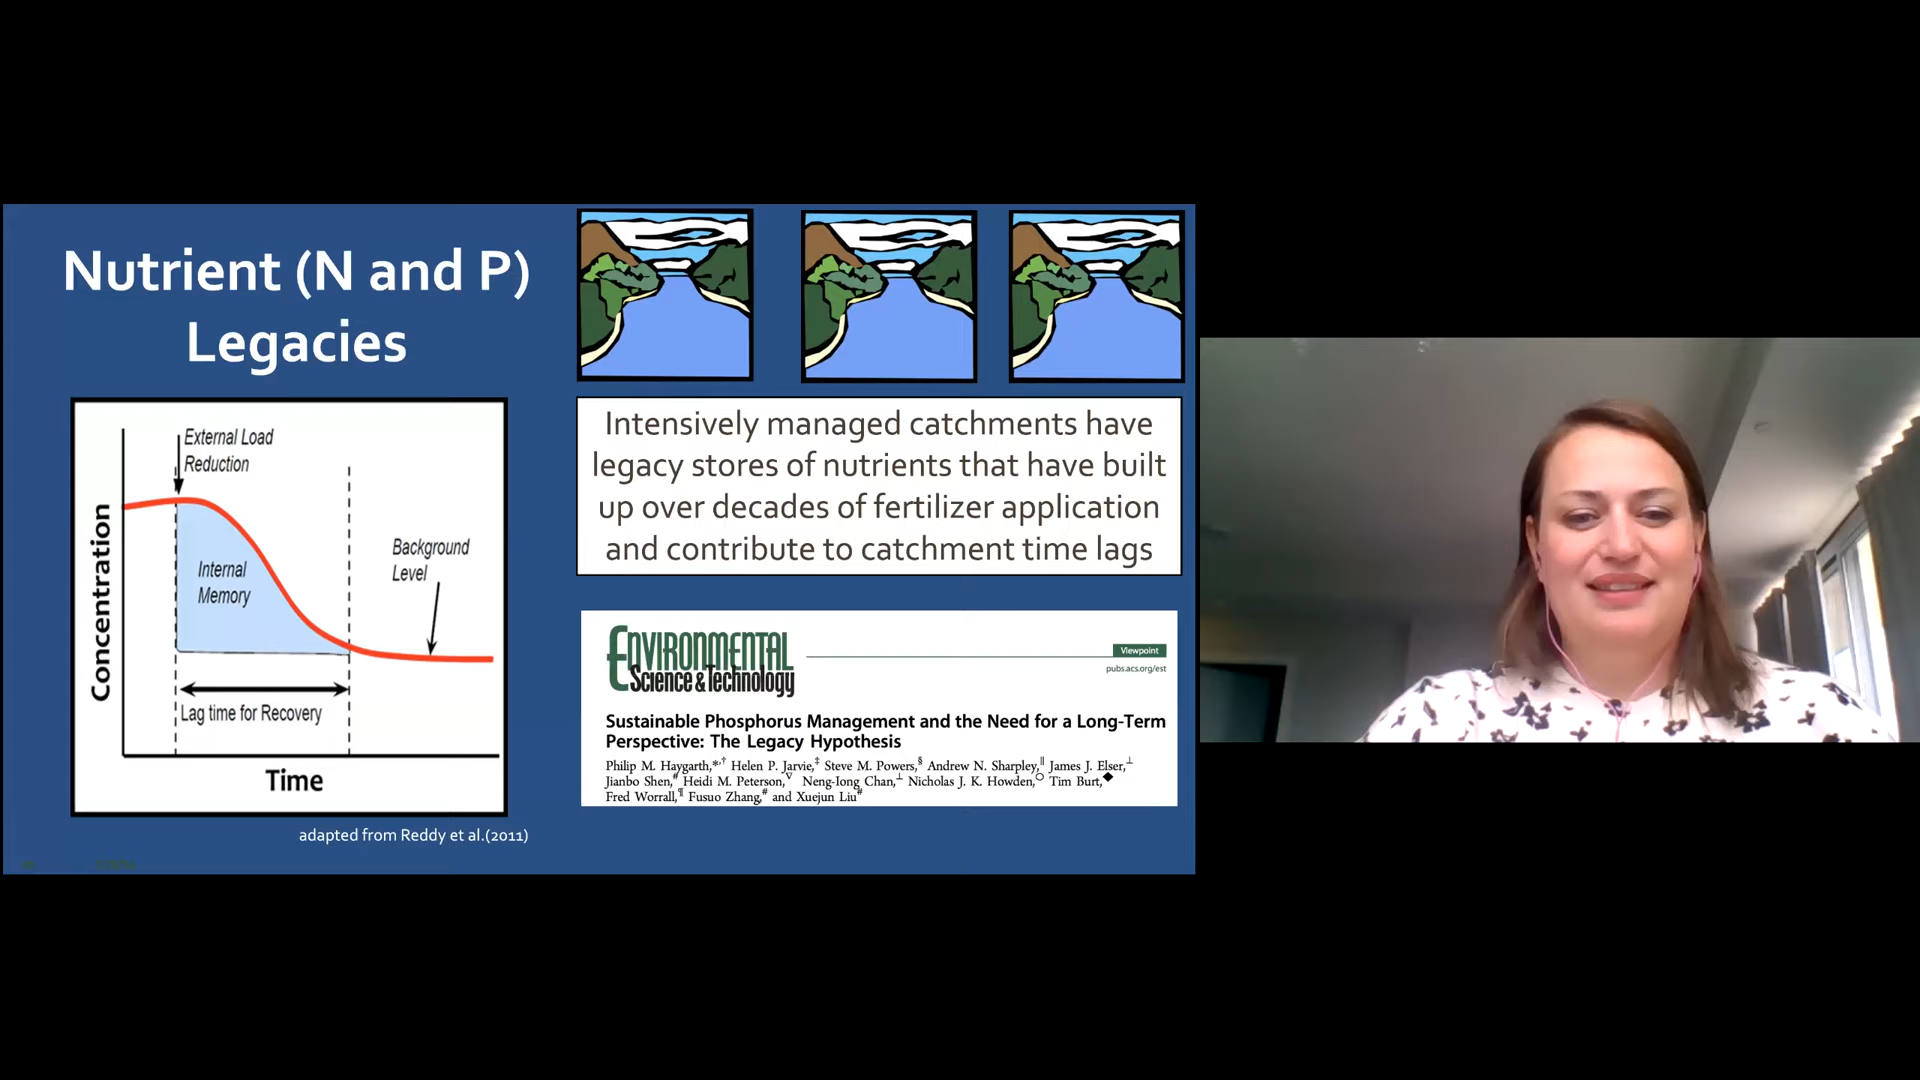 Nutrient (N and P)
Legacies
External Load
Reduction
Concentration
Internal
Memory
Background
Level
Lag time for Recovery
Time
adapted from Reddy et al.(2011)
Intensively managed catchments have
legacy stores of nutrients that have built
up over decades of fertilizer application
and contribute to catchment time lags
Environmental
Science & Technology
Viewpoint
pubs.acs.org/est
Sustainable Phosphorus Management and the Need for a Long-Term
Perspective: The Legacy Hypothesis
Philip M. Haygarth,*,† Helen P. Jarvie,‡ Steve M. Powers,§ Andrew N. Sharpley,∥ James J. Elser,⊥
Jianbo Shen,# Heidi M. Peterson,∇ Neng-Iong Chan,⊥ Nicholas J. K. Howden,○ Tim Burt,◆
Fred Worrall,¶ Fusuo Zhang,# and Xuejun Liu#